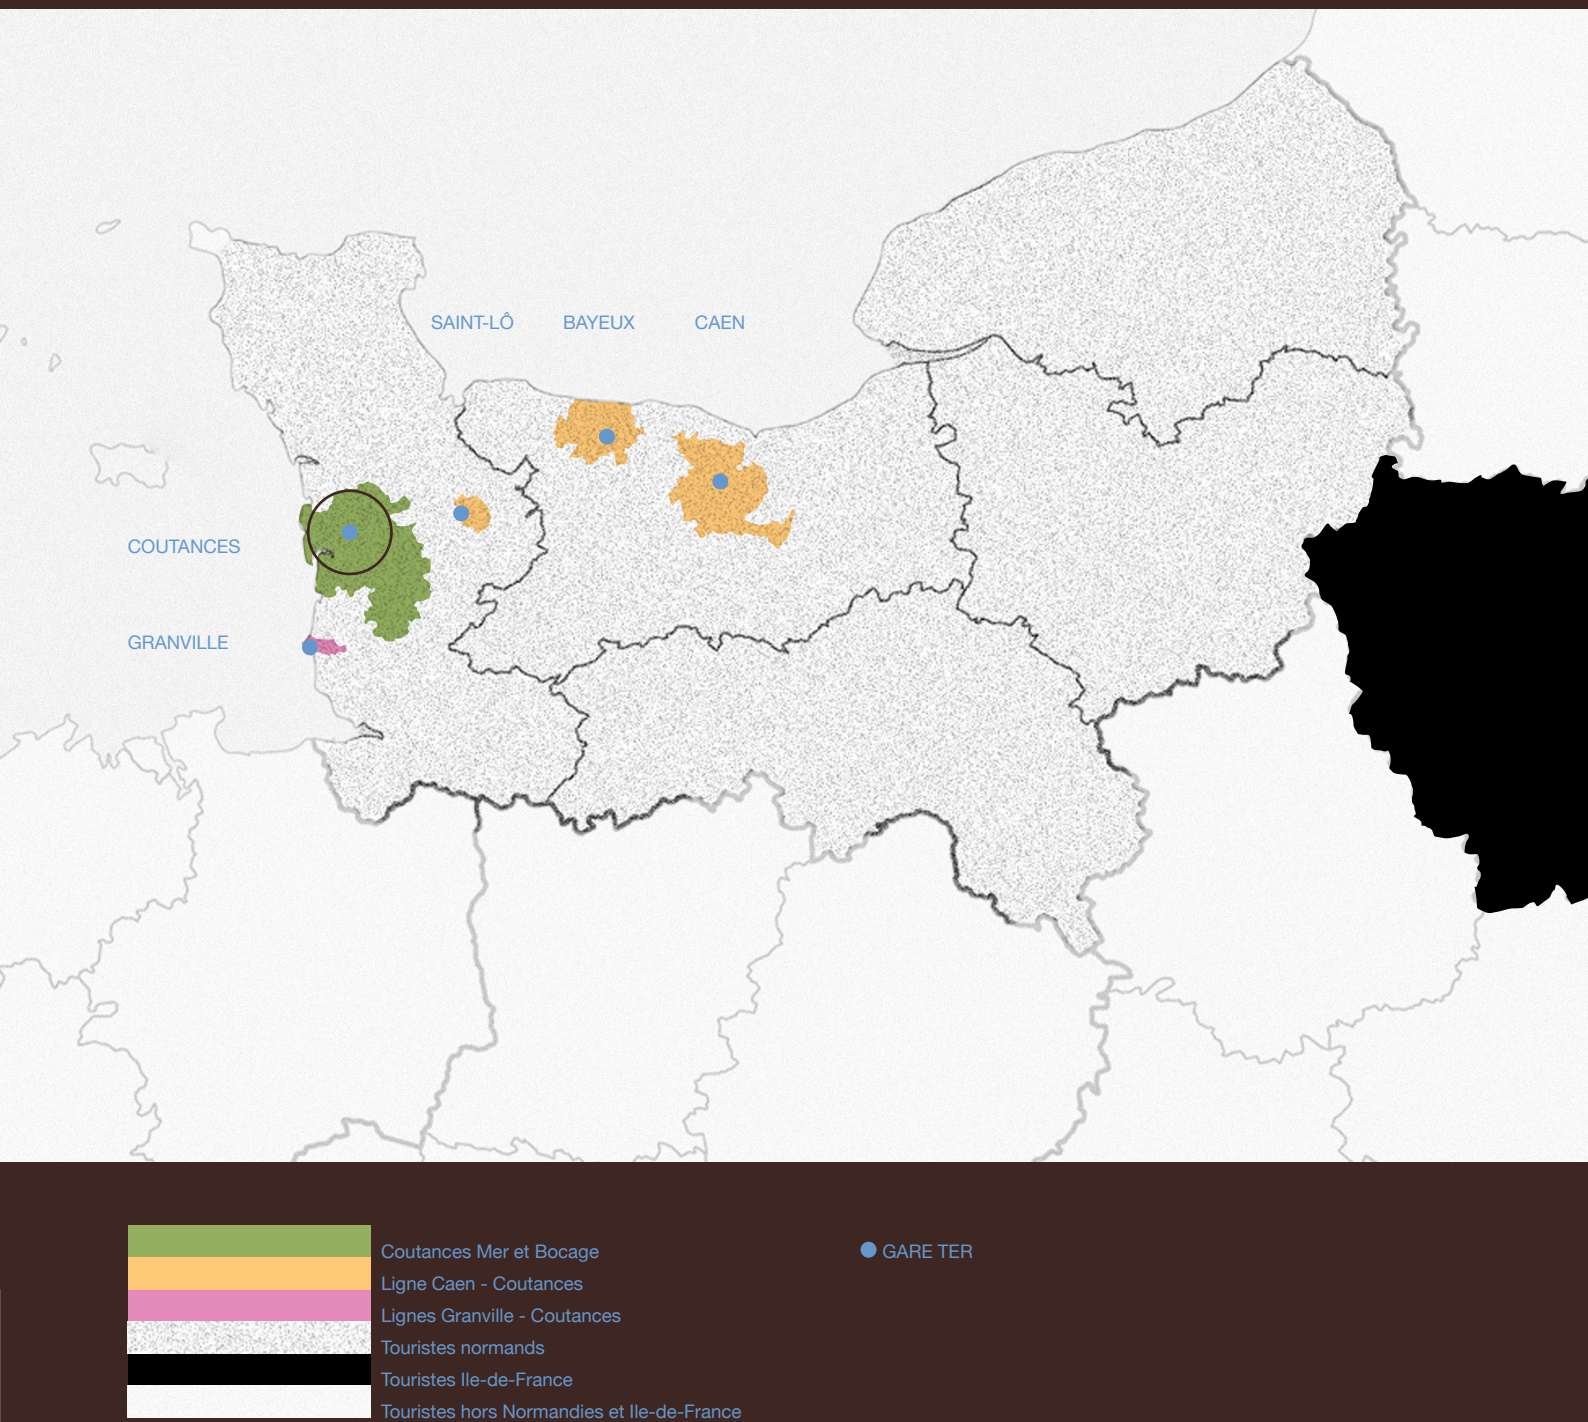 SAINT-LÔ
BAYEUX
CAEN
COUTANCES
GRANVILLE
Coutances Mer et Bocage
Ligne Caen - Coutances
Lignes Granville - Coutances
Touristes normands
Touristes Ile-de-France
Touristes hors Normandies et Ile-de-France
GARE TER